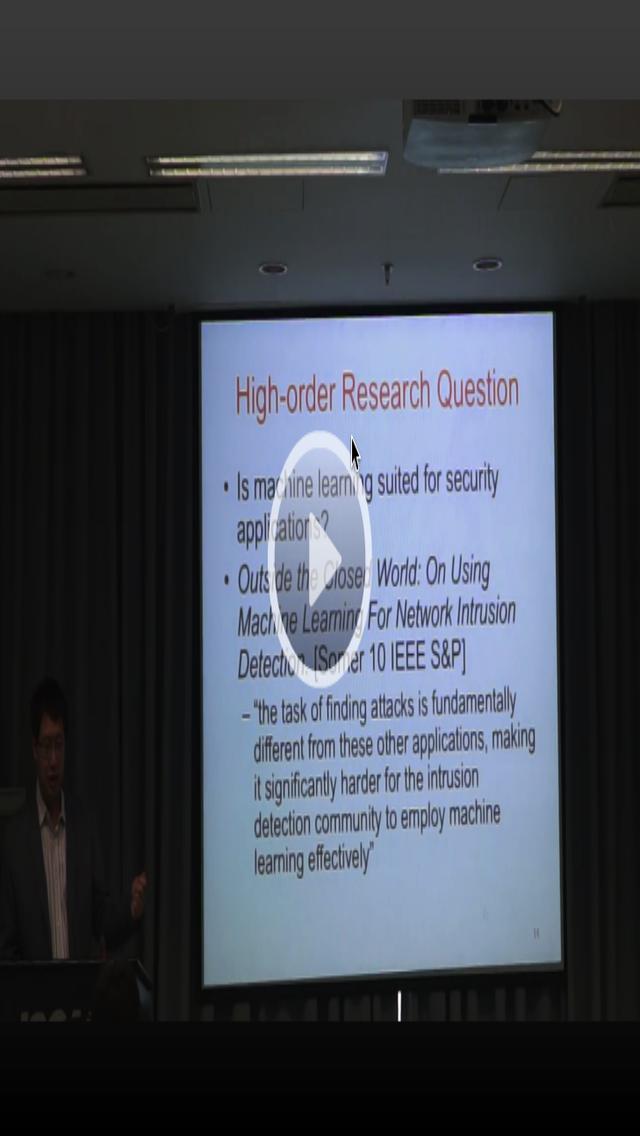 High-order Research Question
• Is machine learning suited for security
applications?
• Outside the Closed World: On Using
Machine Learning For Network Intrusion
Detection. [Somer 10 IEEE S&P]
– “the task of finding attacks is fundamentally
different from these other applications, making
it significantly harder for the intrusion
detection community to employ machine
learning effectively”